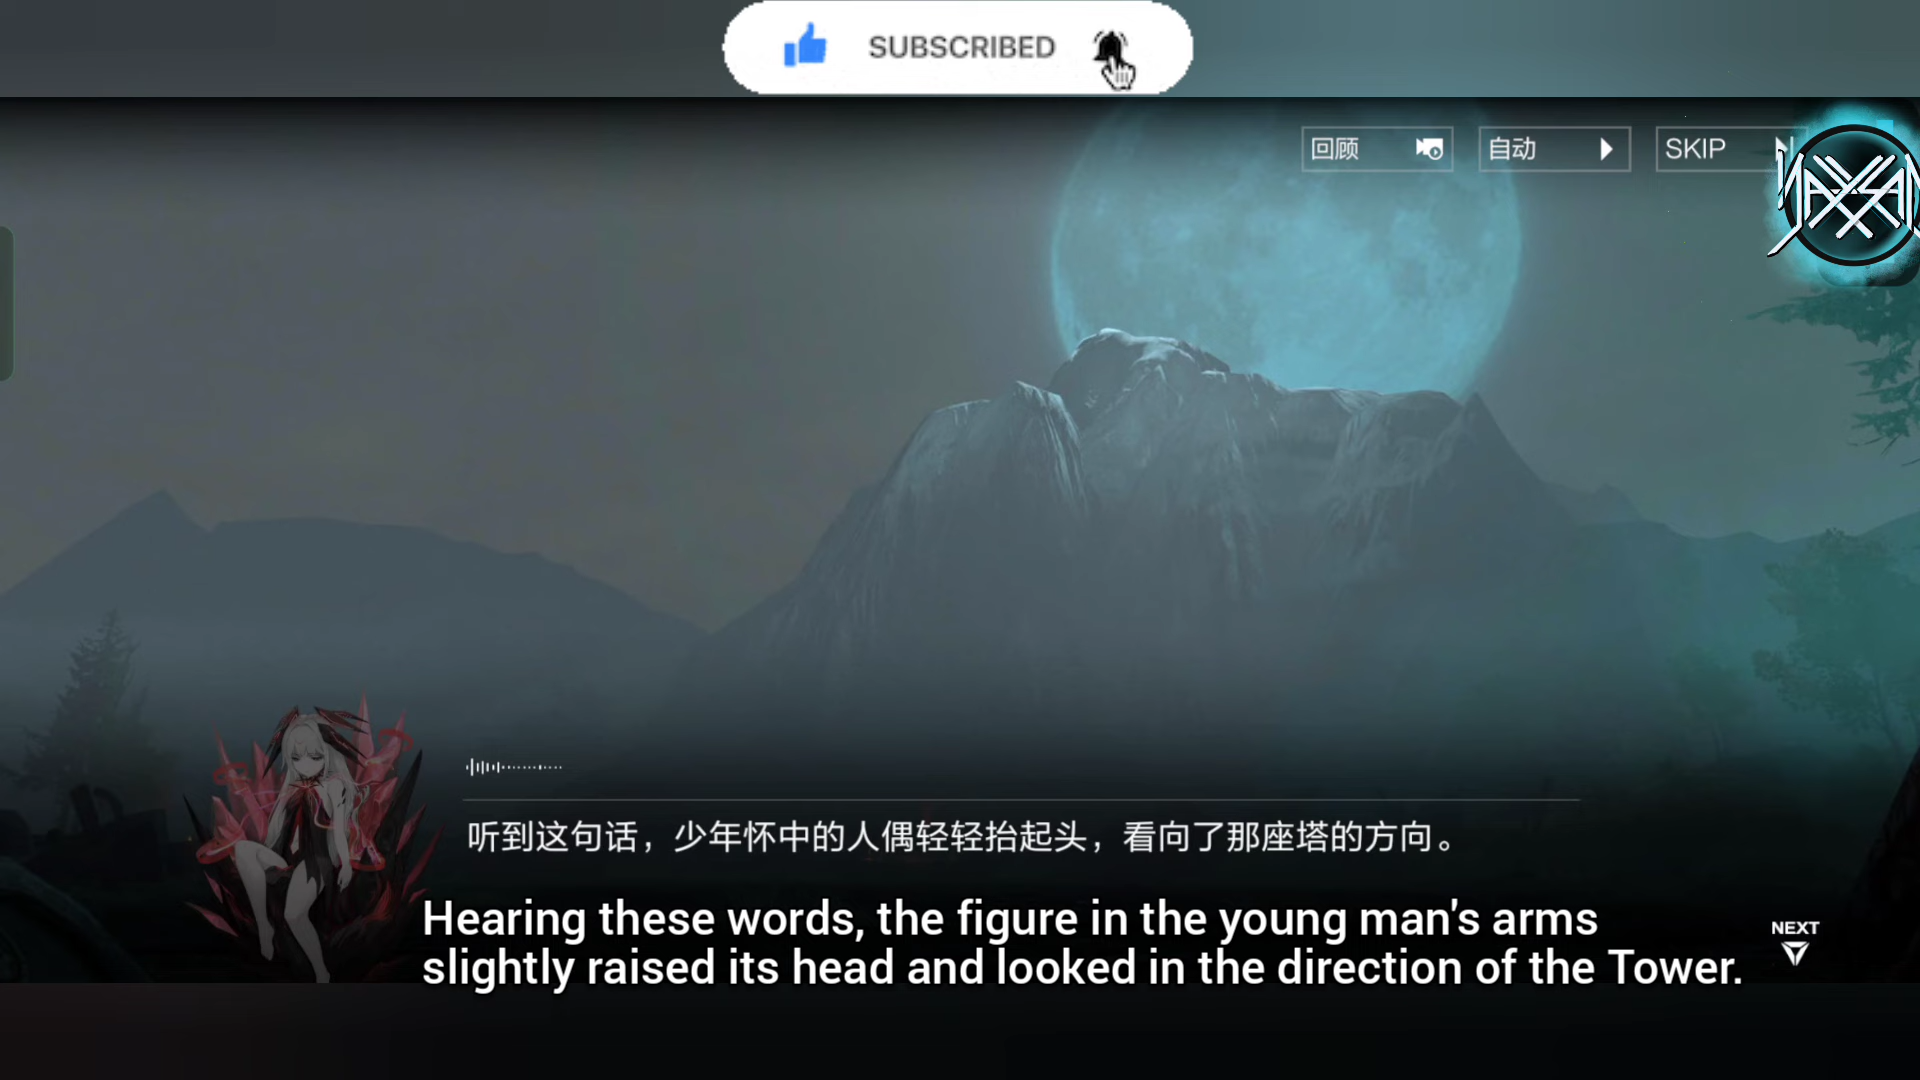 SUBSCRIBED
回顾
自动
SKIP
听到这句话，少年怀中的人偶轻轻抬起头，看向了那座塔的方向。
Hearing these words, the figure in the young man's arms
slightly raised its head and looked in the direction of the Tower.
NEXT